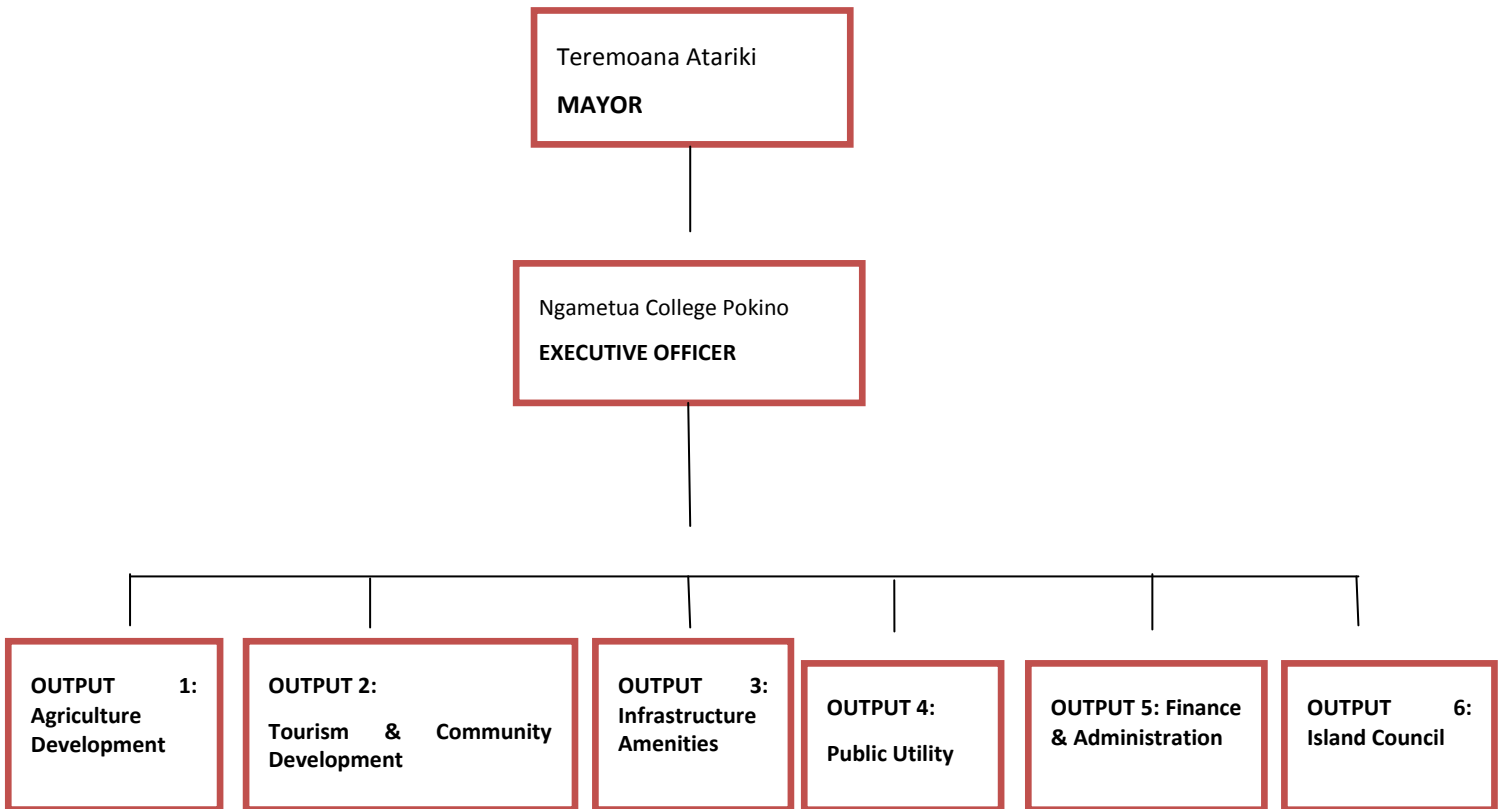 Teremoana Atariki
MAYOR
Ngametua College Pokino
EXECUTIVE OFFICER
OUTPUT 1:
Agriculture
Development
OUTPUT 2:
Tourism & Community
Development
OUTPUT 3:
Infrastructure
Amenities
OUTPUT 4:
Public Utility
OUTPUT 5: Finance
& Administration
OUTPUT 6:
Island Council